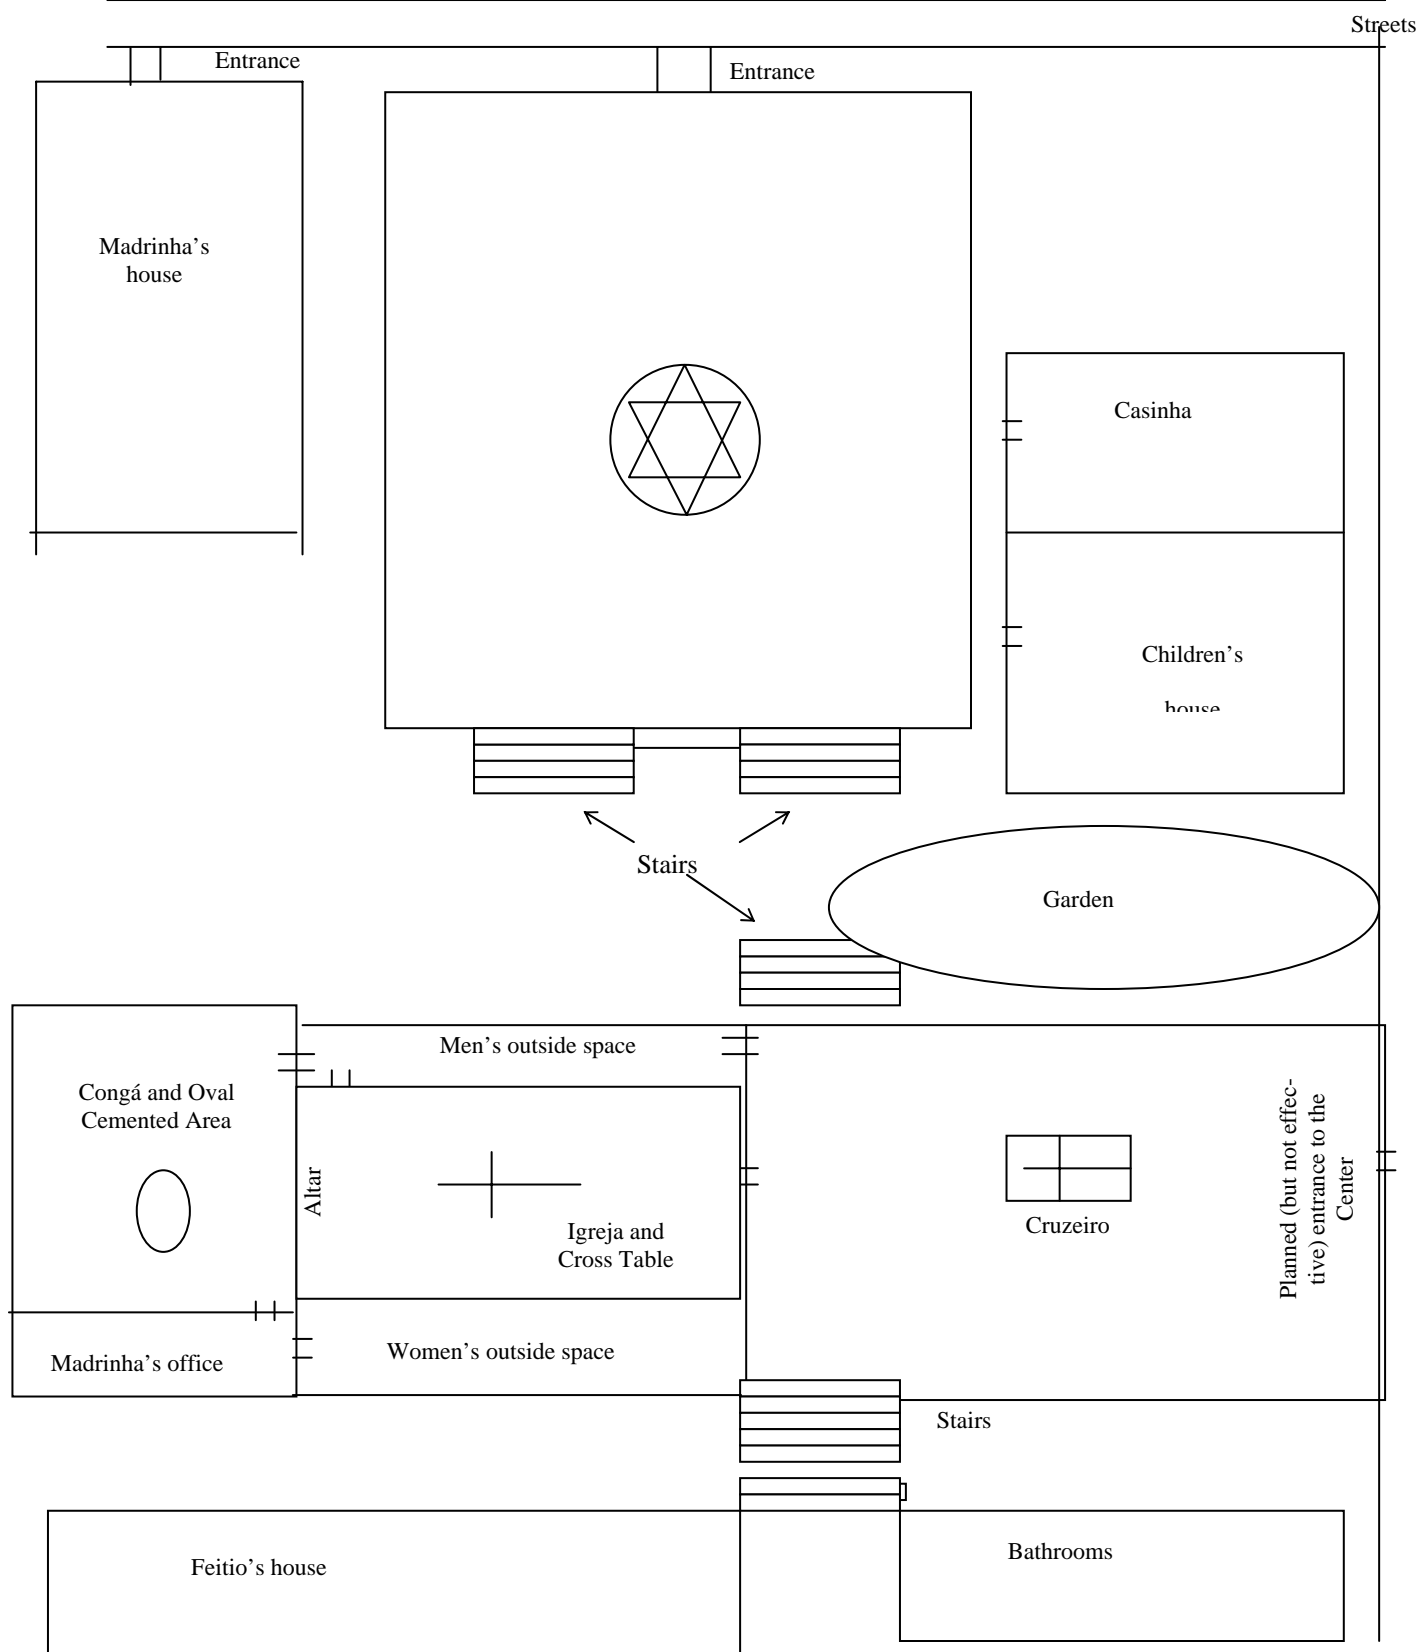 Streets
Entrance
Entrance
Madrinha’s
house
Casinha
Children’s
house
Stairs
Garden
Men’s outside space
Congá and Oval
Cemented Area
Altar
Igreja and
Cross Table
Cruzeiro
Planned (but not effec-
tive) entrance to the
Center
Madrinha’s office
Women’s outside space
Stairs
Feitio’s house
Bathrooms